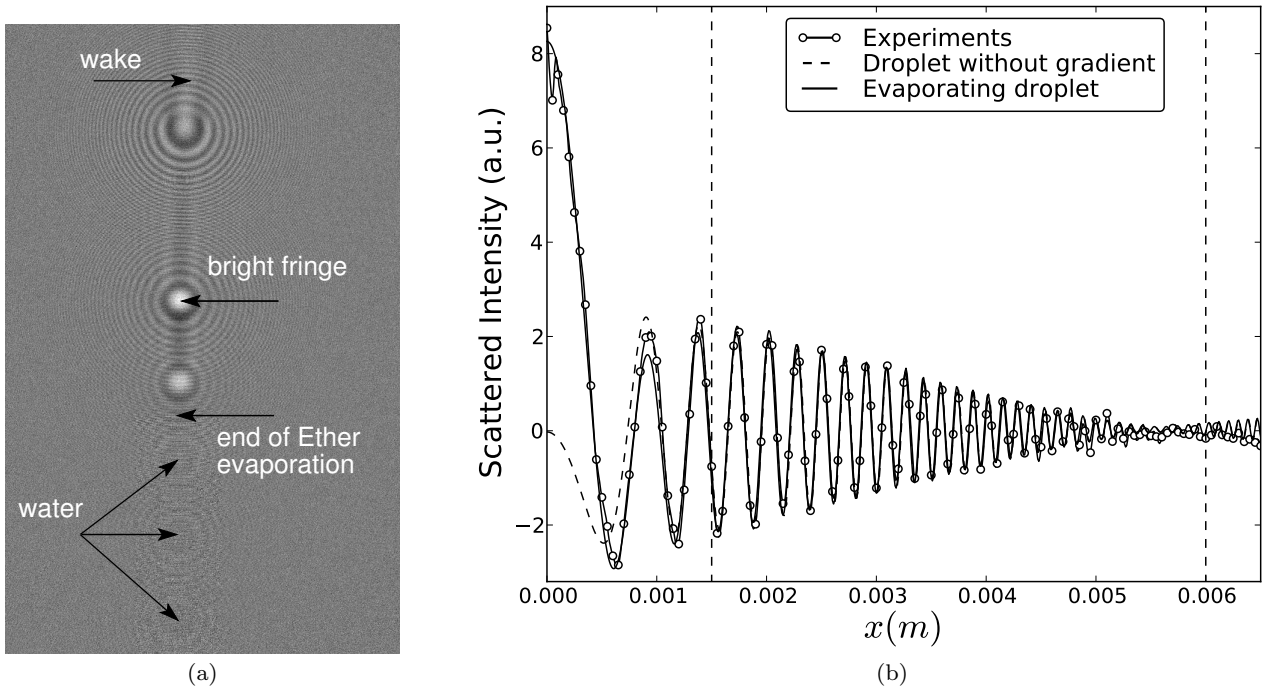 wake
bright fringe
end of Ether
evaporation
water
(a)
Scattered Intensity (a.u.)
8
6
4
2
0
−2
Experiments
Droplet without gradient
Evaporating droplet
0.000 0.001 0.002 0.003 0.004 0.005 0.006
x(m)
(b)